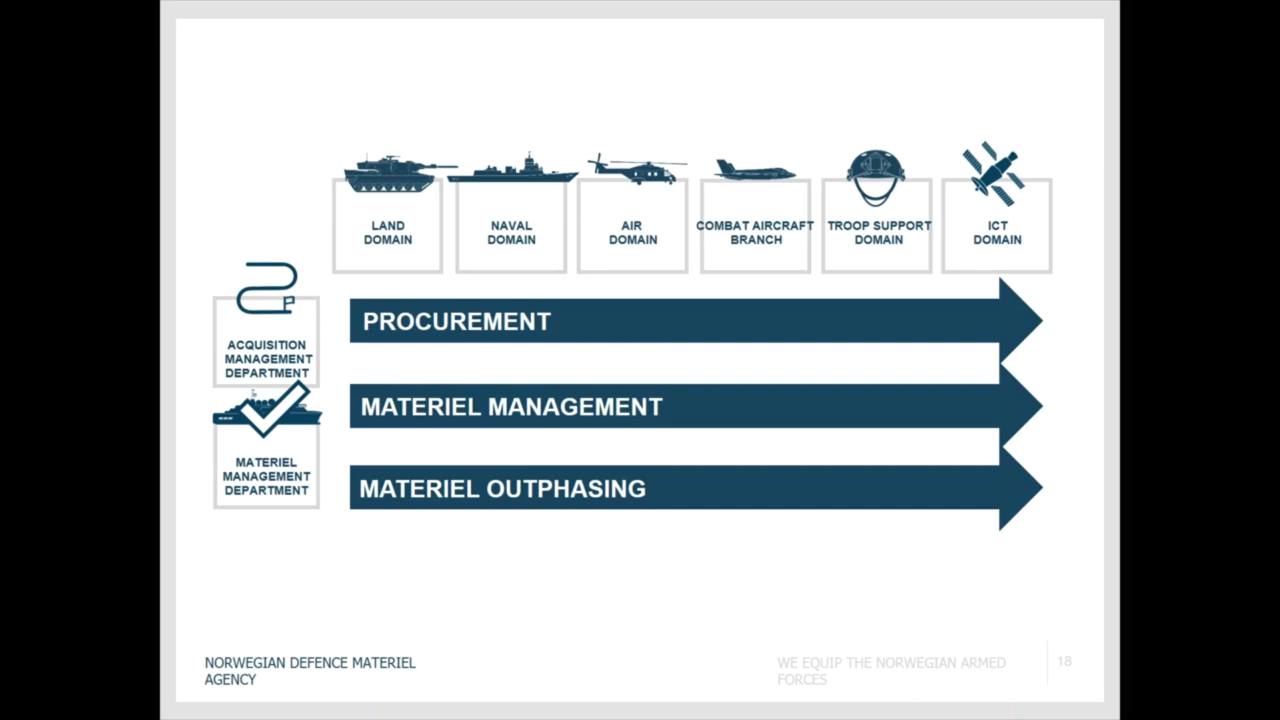 LAND
DOMAIN
NAVAL
DOMAIN
AIR
DOMAIN
COMBAT AIRCRAFT
BRANCH
TROOP SUPPORT
DOMAIN
ICT
DOMAIN
ACQUISITION
MANAGEMENT
DEPARTMENT
PROCUREMENT
MATERIEL MANAGEMENT
MATERIEL
MANAGEMENT
DEPARTMENT
MATERIEL OUTPHASING
NORWEGIAN DEFENCE MATERIEL
AGENCY
WE EQUIP THE NORWEGIAN ARMED
FORCES
18